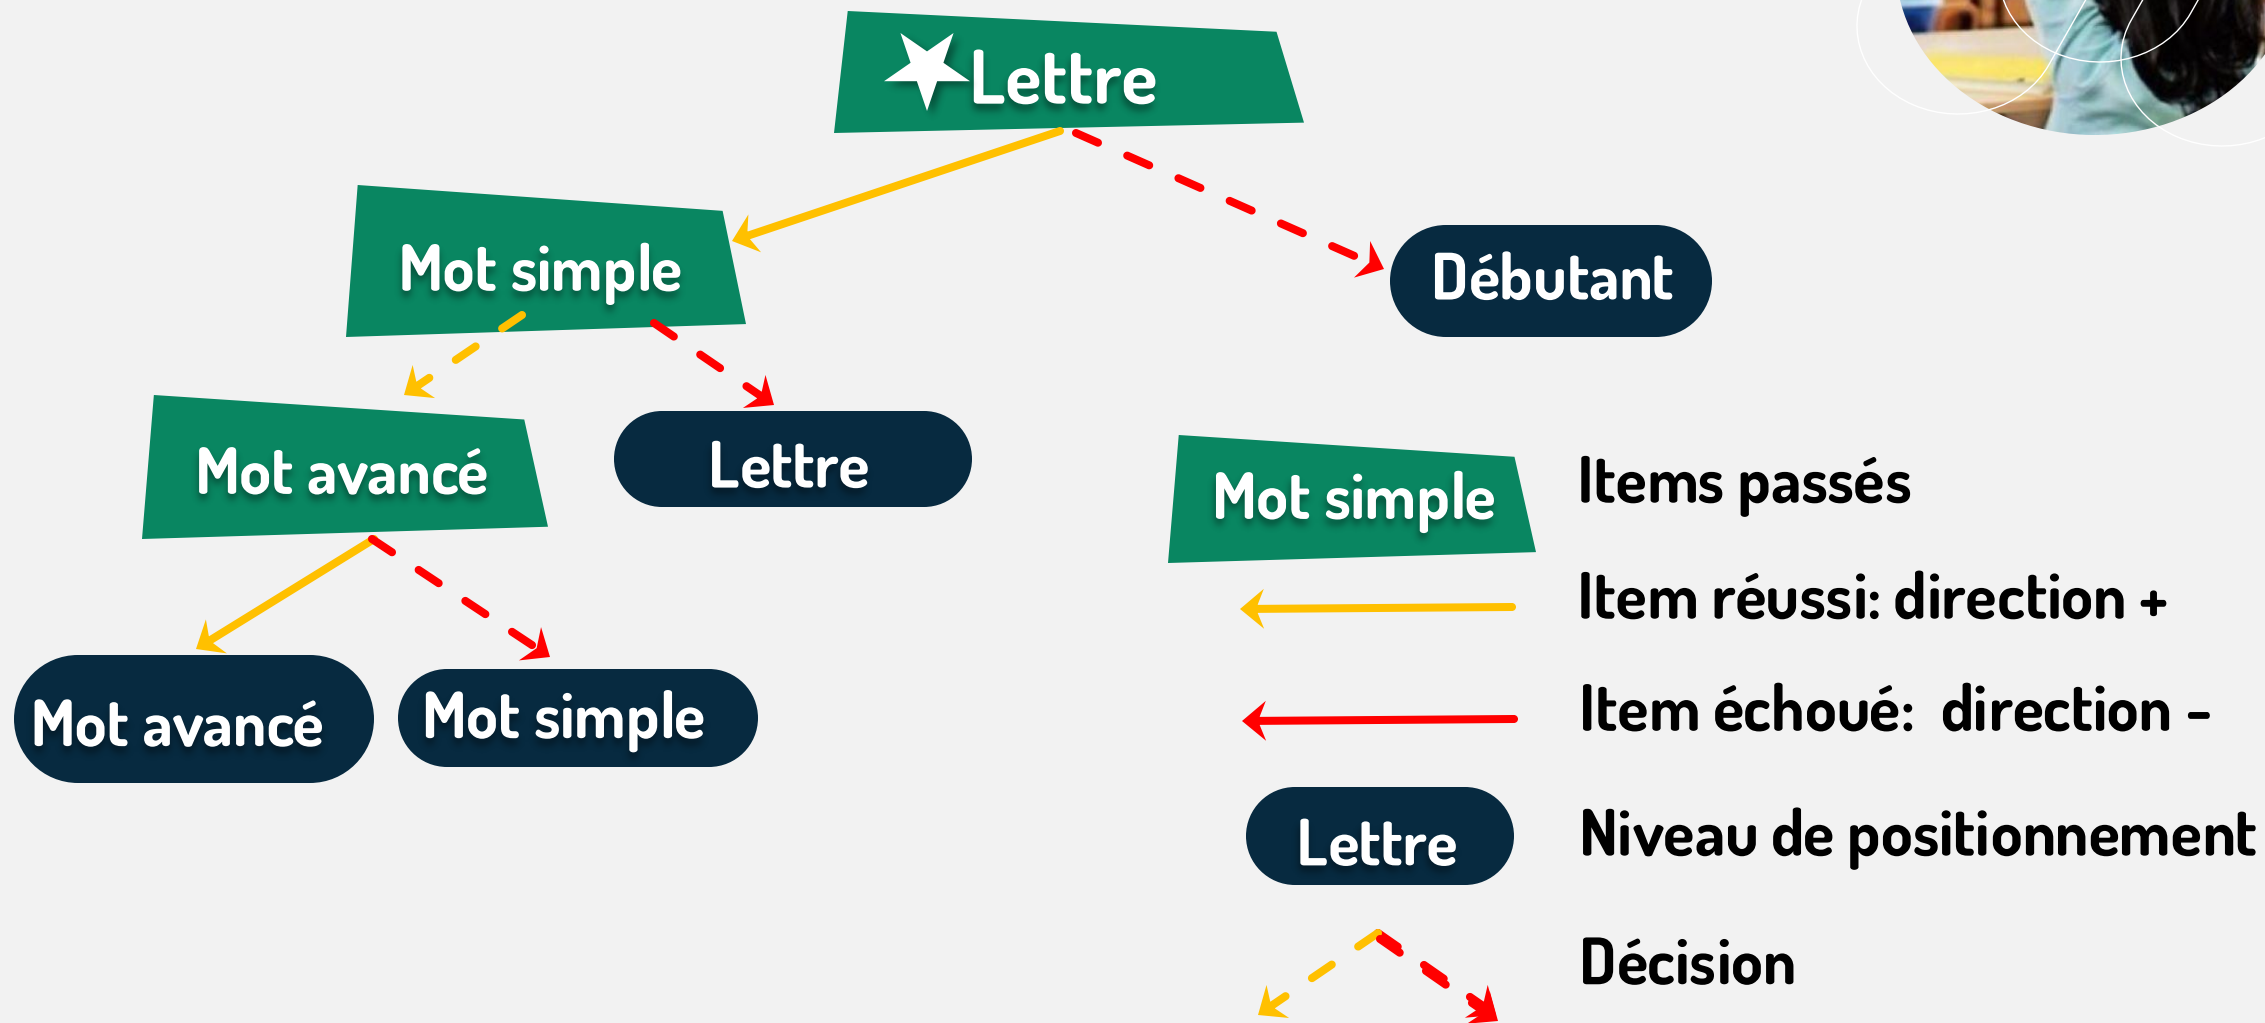 Lettre
Mot simple
Débutant
Mot avancé
Lettre
Mot avancé
Mot simple
Mot simple
Items passés
Item réussi: direction +
Item échoué: direction -
Lettre
Niveau de positionnement
Décision